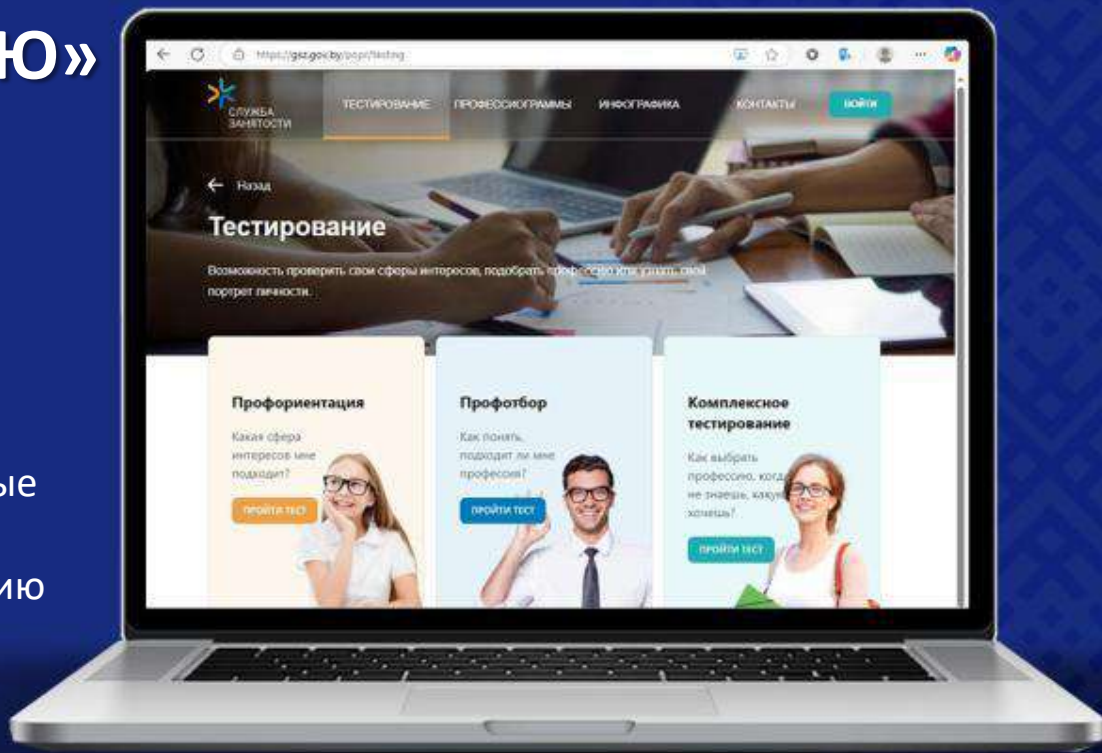 Ю»
ые
ию
https://gsz.gov.by/popr/testing
СЛУЖБА
ЗАНЯТОСТИ
ТЕСТИРОВАНИЕ ПРОФЕССИОГРАММЫ ИНФОГРАФИКА КОНТАКТЫ ВОЙТИ
← Назад
Тестирование
Возможность проверить свои сферы интересов, подобрать профессию или узнать свой
портрет личности.
Профориентация
Какая сфера
интересов мне
подходит?
ПРОЙТИ ТЕСТ
Профотбор
Как понять,
подходит ли мне
профессия?
ПРОЙТИ ТЕСТ
Комплексное
тестирование
Как выбрать
профессию, когда
не знаешь, какую
хочешь?
ПРОЙТИ ТЕСТ